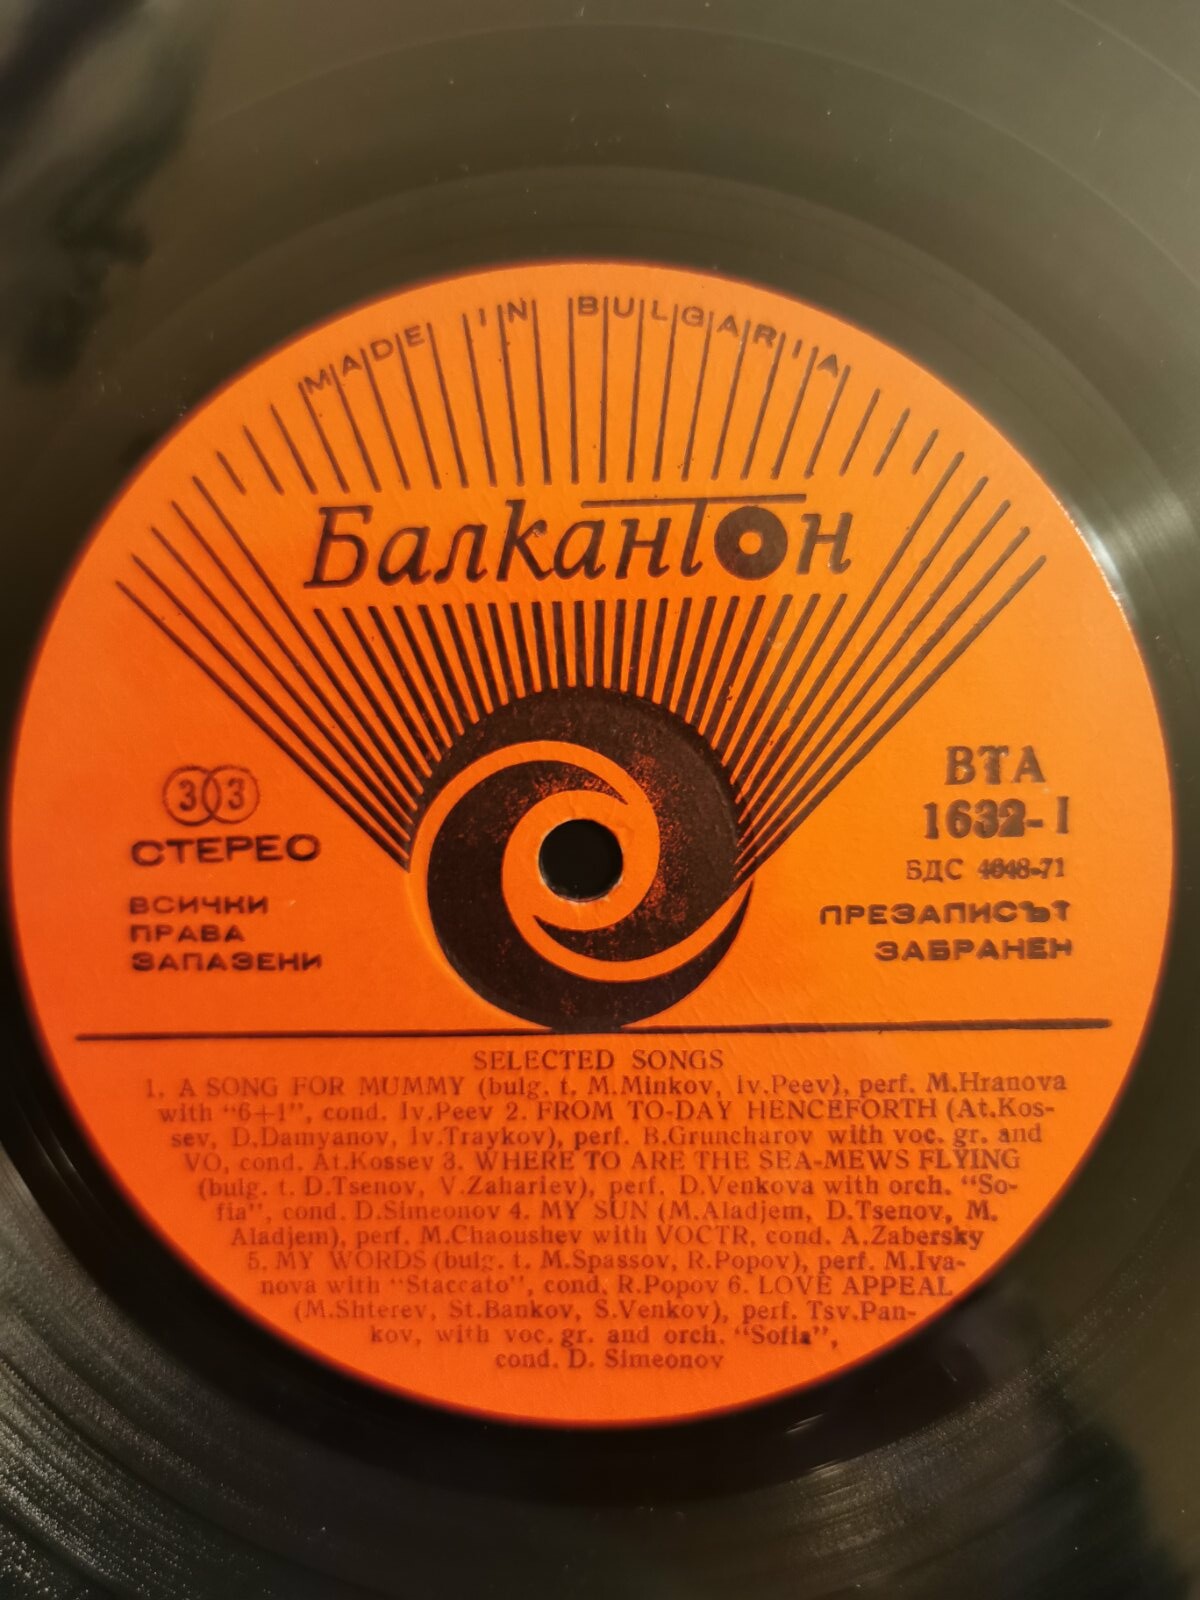 MADE IN BULGARIA
Балкантон
33
СТЕРЕО
ВСИЧКИ
ПРАВА
ЗАПАЗЕНИ
ВТА
1632-I
БДС 4648-71
ПРЕЗАПИСЪТ
ЗАБРАНЕН
SELECTED SONGS
1. A SONG FOR MUMMY (bulg. t. M.Minkov, Iv.Peev), perf. M.Hranova
with “6+1”, cond. Iv.Peev 2. FROM TO-DAY HENCEFORTH (At.Kos-
sev, D.Damyanov, Iv.Traykov), perf. B.Gruncharov with voc. gr. and
VO, cond. At.Kossev 3. WHERE TO ARE THE SEA-MEWS FLYING
(bulg. t. D.Tsenov, V.Zahariev), perf. D.Venkova with orch. “So-
fia”, cond. D.Simeonov 4. MY SUN (M.Aladjem, D.Tsenov, M.
Aladjem), perf. M.Chaoushev with VOCTR, cond. A.Zabersky
5. MY WORDS (bulg. t. M.Spassov, R.Popov), perf. M.Iva-
nova with “Staccato”, cond. R.Popov 6. LOVE APPEAL
(M.Shterev, St.Bankov, S.Venkov), perf. Tsv.Pan-
kov, with voc. gr. and orch. “Sofia”,
cond. D. Simeonov